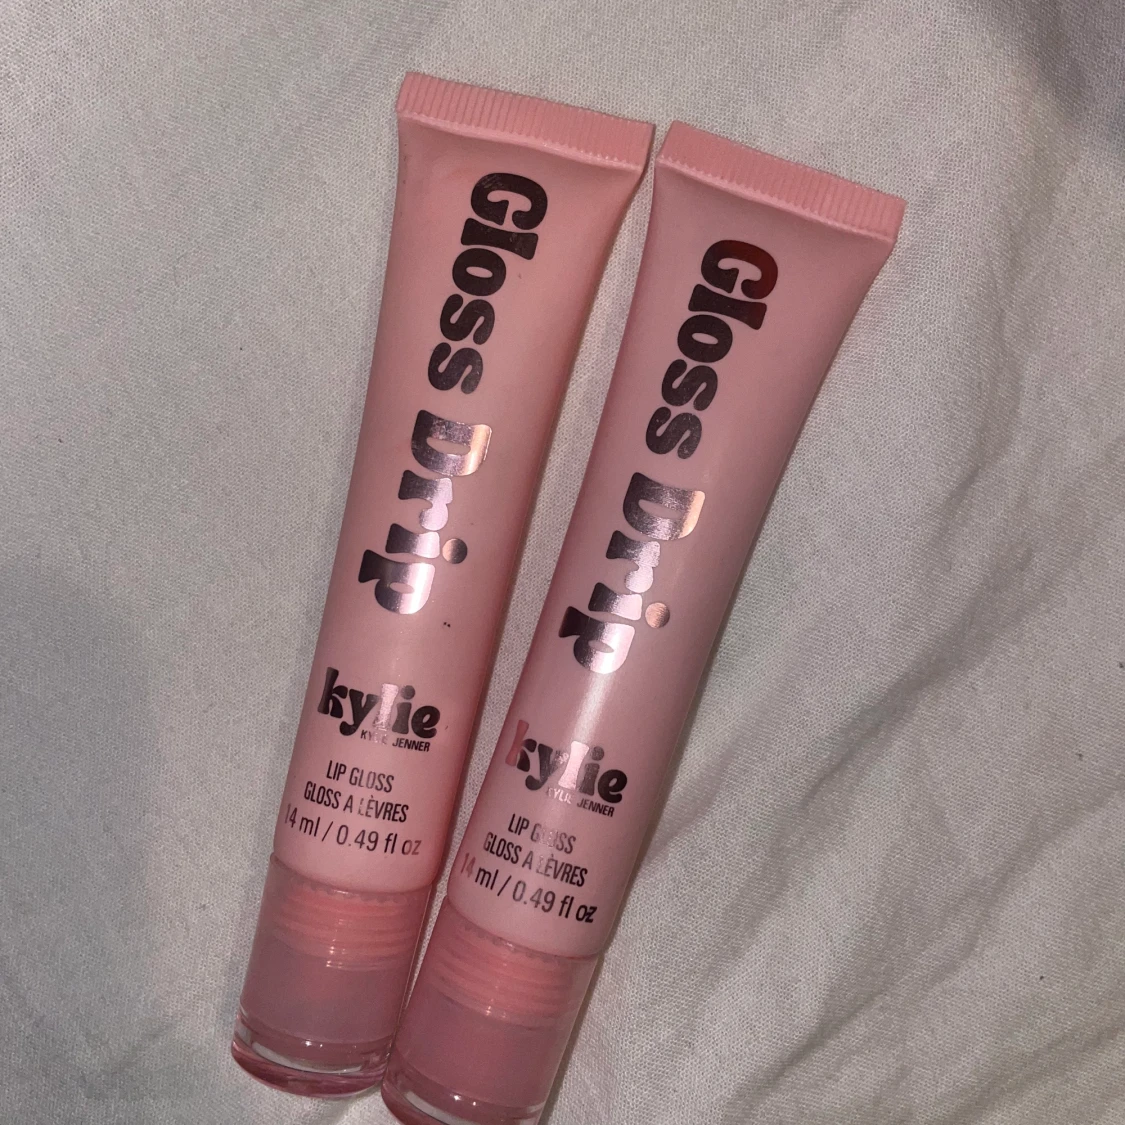 Gloss Drip
kylie
KYLIE JENNER
LIP GLOSS
GLOSS A LÈVRES
14 ml / 0.49 fl oz
Gloss Drip
kylie
KYLIE JENNER
LIP GLOSS
GLOSS A LÈVRES
14 ml / 0.49 fl oz